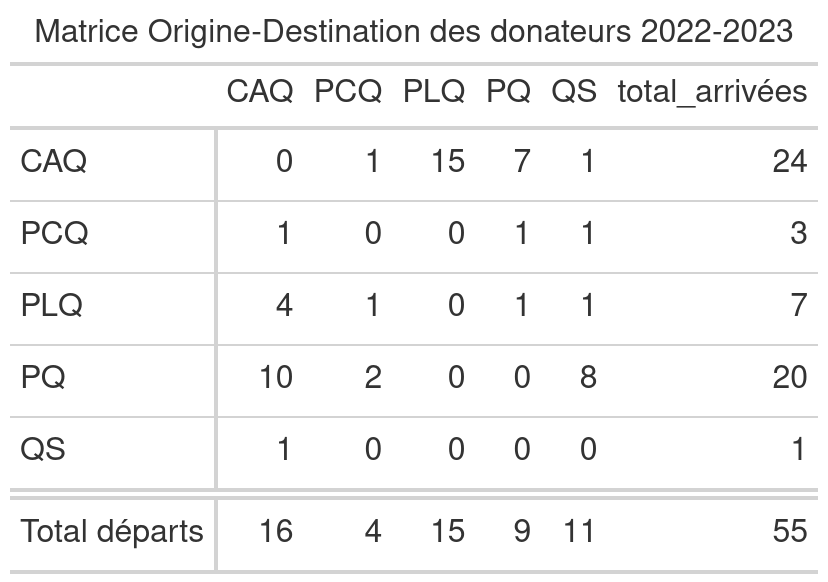 Matrice Origine-Destination des donateurs 2022-2023
CAQ PCQ PLQ PQ QS total_arrivées
CAQ 0 1 15 7 1 24
PCQ 1 0 0 1 1 3
PLQ 4 1 0 1 1 7
PQ 10 2 0 0 8 20
QS 1 0 0 0 0 1
Total départs 16 4 15 9 11 55